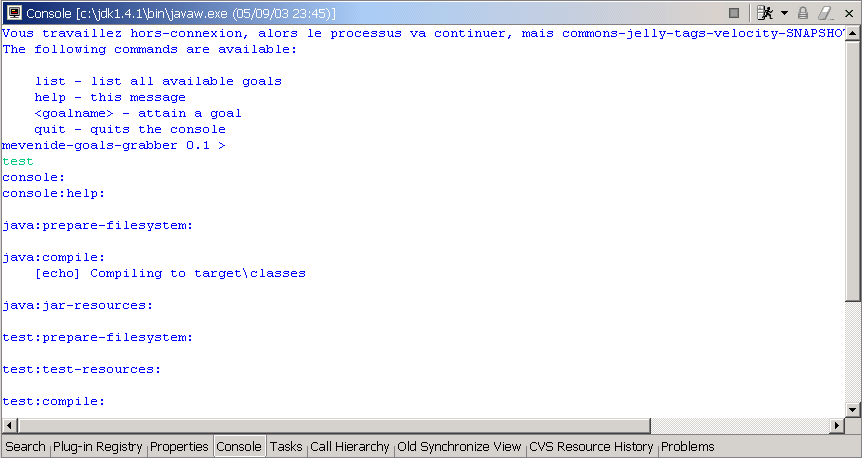 Console [c:\jdk1.4.1\bin\javaw.exe (05/09/03 23:45)]
Vous travaillez hors-connexion, alors le processus va continuer, mais commons-jelly-tags-velocity-SNAPSHOT
The following commands are available:
list - list all available goals
help - this message
<goalname> - attain a goal
quit - quits the console
mevenide-goals-grabber 0.1 >
test
console:
console:help:
java:prepare-filesystem:
java:compile:
[echo] Compiling to target\classes
java:jar-resources:
test:prepare-filesystem:
test:test-resources:
test:compile:
Search Plug-in Registry Properties Console Tasks Call Hierarchy Old Synchronize View CVS Resource History Problems